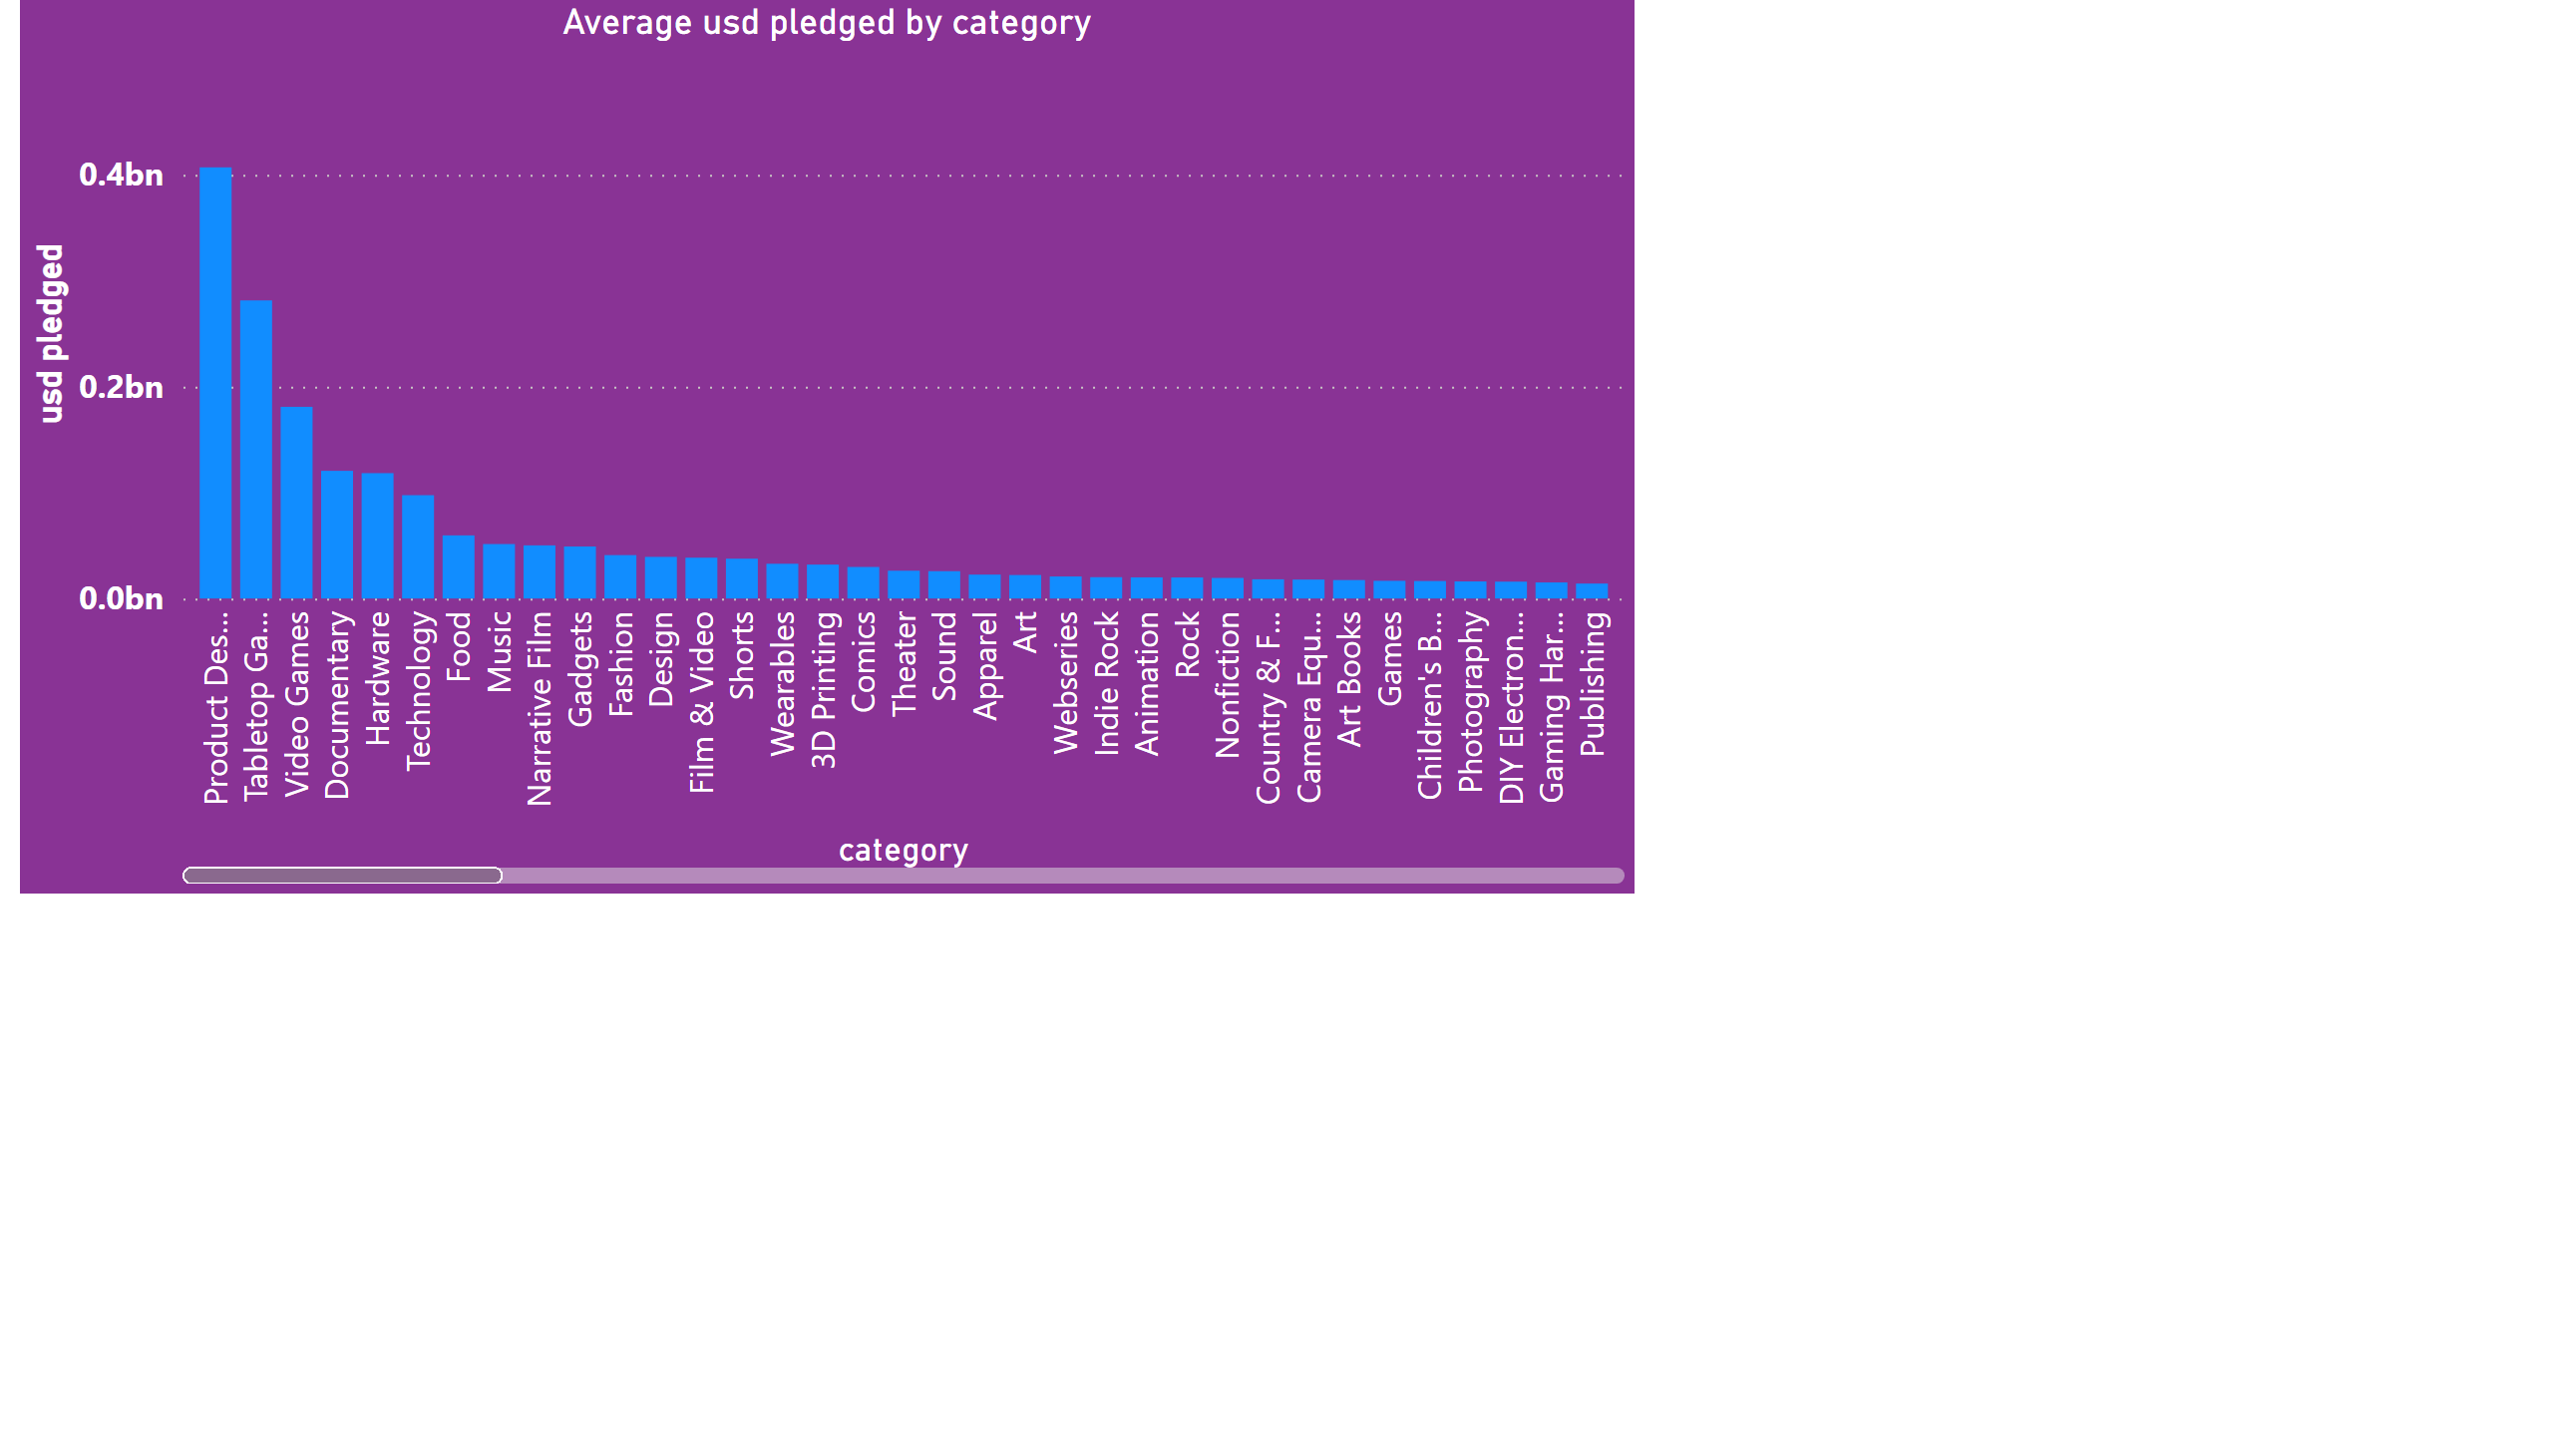 Average usd pledged by category
0.4bn
0.2bn
0.0bn
usd pledged
Product Des...
Tabletop Ga...
Video Games
Documentary
Hardware
Technology
Food
Music
Narrative Film
Gadgets
Fashion
Design
Film & Video
Shorts
Wearables
3D Printing
Comics
Theater
Sound
Apparel
Art
Webseries
Indie Rock
Animation
Rock
Nonfiction
Country & F...
Camera Equ...
Art Books
Games
Children's B...
Photography
DIY Electron...
Gaming Har...
Publishing
category